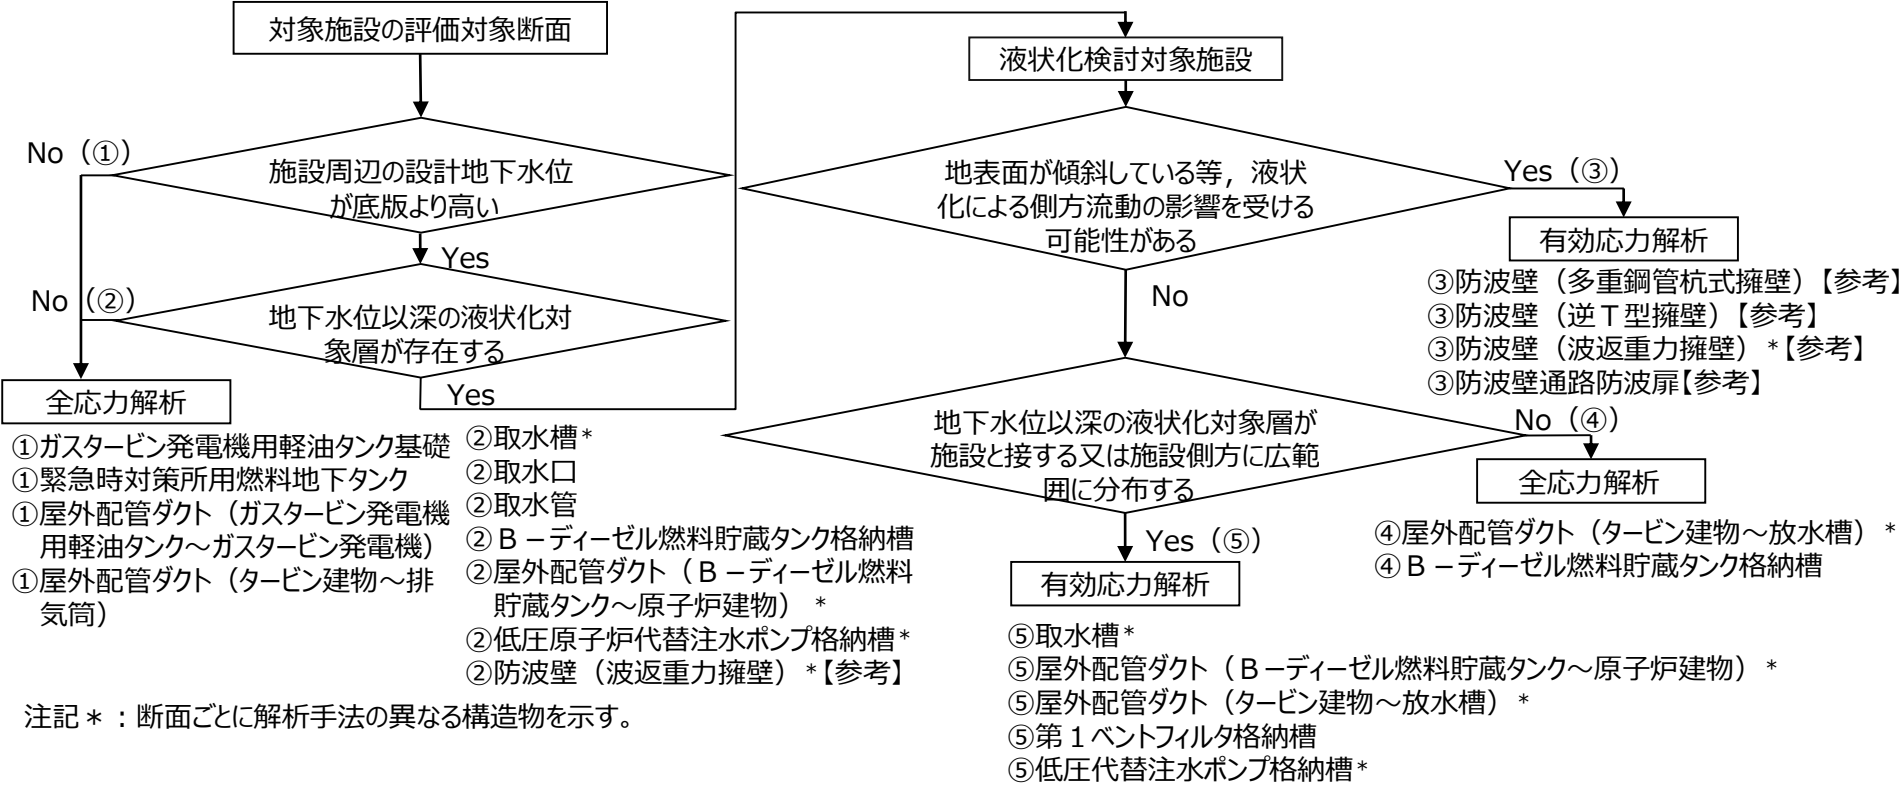 対象施設の評価対象断面
No（①）
施設周辺の設計地下水位
が底版より高い
Yes
No（②）
地下水位以深の液状化対
象層が存在する
Yes
全応力解析
①ガスタービン発電機用軽油タンク基礎
①緊急時対策所用燃料地下タンク
①屋外配管ダクト（ガスタービン発電機
用軽油タンク～ガスタービン発電機）
①屋外配管ダクト（タービン建物～排
気筒）
②取水槽*
②取水口
②取水管
②Ｂ－ディーゼル燃料貯蔵タンク格納槽
②屋外配管ダクト（Ｂ－ディーゼル燃料
貯蔵タンク～原子炉建物）*
②低圧原子炉代替注水ポンプ格納槽*
②防波壁（波返重力擁壁）*【参考】
液状化検討対象施設
地表面が傾斜している等，液状
化による側方流動の影響を受ける
可能性がある
Yes（③）
有効応力解析
③防波壁（多重鋼管杭式擁壁）【参考】
③防波壁（逆Ｔ型擁壁）【参考】
③防波壁（波返重力擁壁）*【参考】
③防波壁通路防波扉【参考】
No
地下水位以深の液状化対象層が
施設と接する又は施設側方に広範
囲に分布する
No（④）
全応力解析
④屋外配管ダクト（タービン建物～放水槽）*
④Ｂ－ディーゼル燃料貯蔵タンク格納槽
Yes（⑤）
有効応力解析
⑤取水槽*
⑤屋外配管ダクト（Ｂ－ディーゼル燃料貯蔵タンク～原子炉建物）*
⑤屋外配管ダクト（タービン建物～放水槽）*
⑤第１ベントフィルタ格納槽
⑤低圧代替注水ポンプ格納槽*
注記＊：断面ごとに解析手法の異なる構造物を示す。